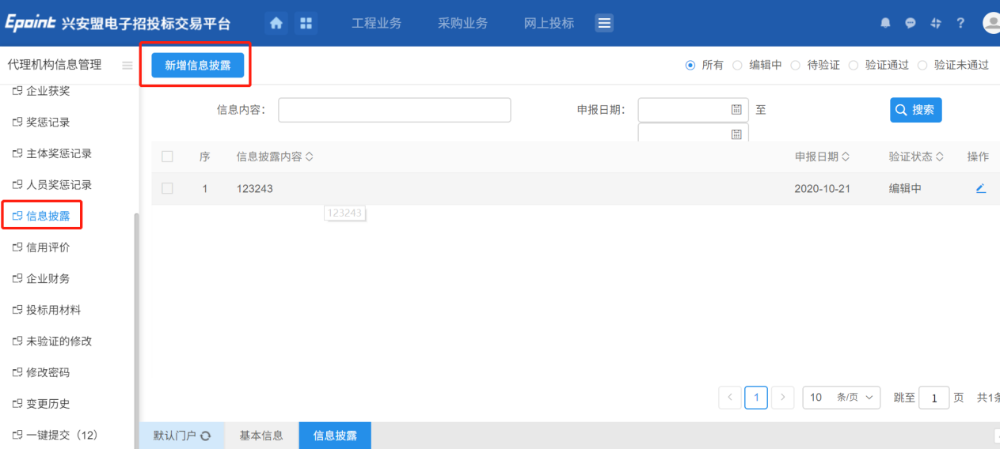 Epoint 兴安盟电子招投标交易平台 工程业务 采购业务 网上投标 ?
代理机构信息管理
企业获奖
奖惩记录
主体奖惩记录
人员奖惩记录
信息披露
信用评价
企业财务
投标用材料
未验证的修改
修改密码
变更历史
一键提交（12）
新增信息披露 所有 编辑中 待验证 验证通过 验证未通过
信息内容： 申报日期： 至 搜索
序 信息披露内容 申报日期 验证状态 操作
1 123243 2020-10-21 编辑中
123243
1 10 条/页 跳至 1 页 共1条
默认门户 基本信息 信息披露